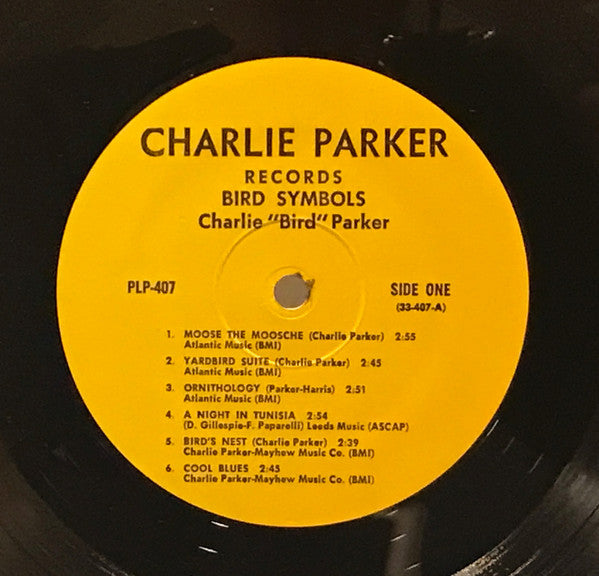 CHARLIE PARKER
RECORDS
BIRD SYMBOLS
Charlie "Bird" Parker
PLP-407
SIDE ONE
(33-407-A)
1. MOOSE THE MOOSCHE (Charlie Parker) 2:55
Atlantic Music (BMI)
2. YARDBIRD SUITE (Charlie Parker) 2:45
Atlantic Music (BMI)
3. ORNITHOLOGY (Parker-Harris) 2:51
Atlantic Music (BMI)
4. A NIGHT IN TUNISIA 2:54
(D. Gillespie-F. Paparelli) Leeds Music (ASCAP)
5. BIRD'S NEST (Charlie Parker) 2:39
Charlie Parker-Mayhew Music Co. (BMI)
6. COOL BLUES 2:45
Charlie Parker-Mayhew Music Co. (BMI)